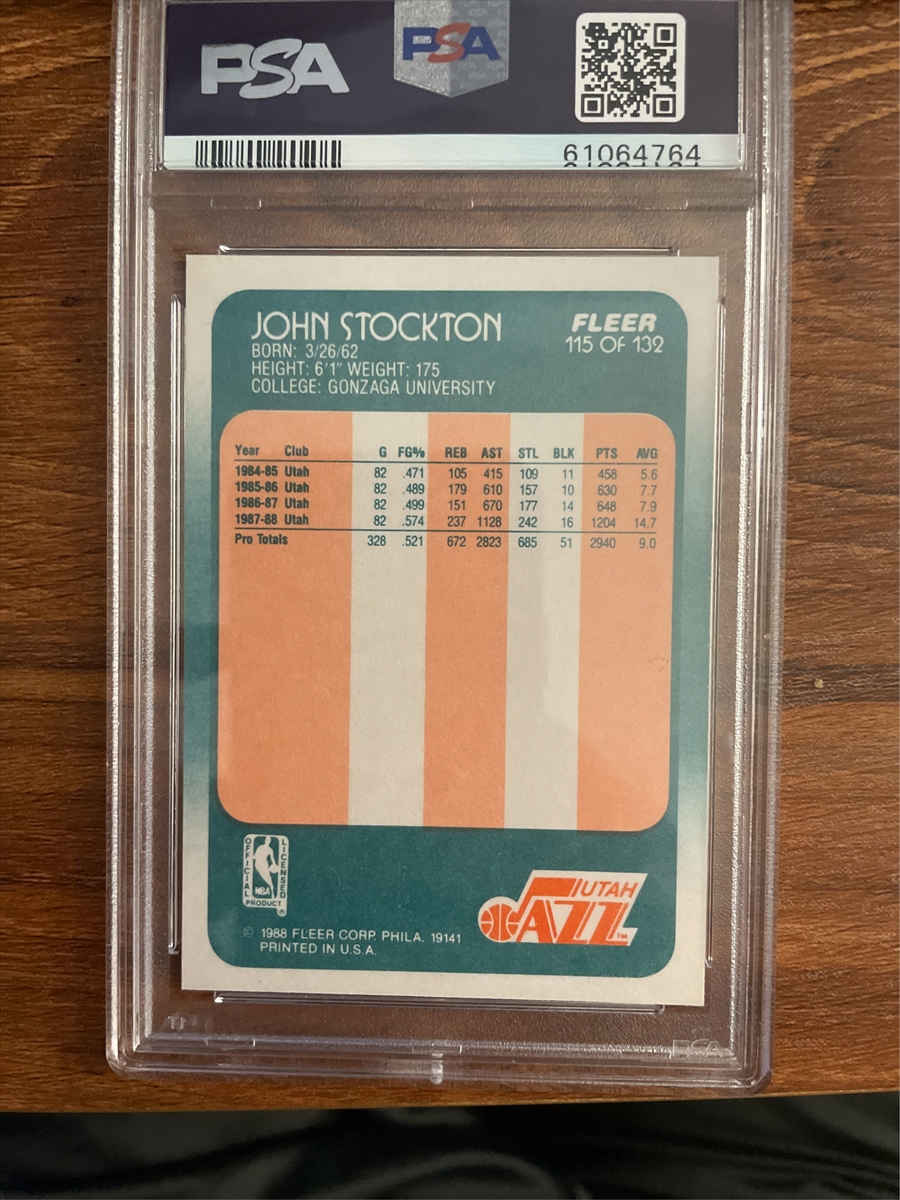 PSA
PSA
61064764
JOHN STOCKTON
BORN: 3/26/62
HEIGHT: 6'1" WEIGHT: 175
COLLEGE: GONZAGA UNIVERSITY
FLEER
115 OF 132
Year Club G FG% REB AST STL BLK PTS AVG
1984-85 Utah 82 .471 105 415 109 11 458 5.6
1985-86 Utah 82 .489 179 610 157 10 630 7.7
1986-87 Utah 82 .499 151 670 177 14 648 7.9
1987-88 Utah 82 .574 237 1128 242 16 1204 14.7
Pro Totals 328 .521 672 2823 685 51 2940 9.0
OFFICIAL
LICENSED
NBA
PRODUCT
®
UTAH
JAZZ
TM
© 1988 FLEER CORP. PHILA. 19141
PRINTED IN U.S.A.
PSA